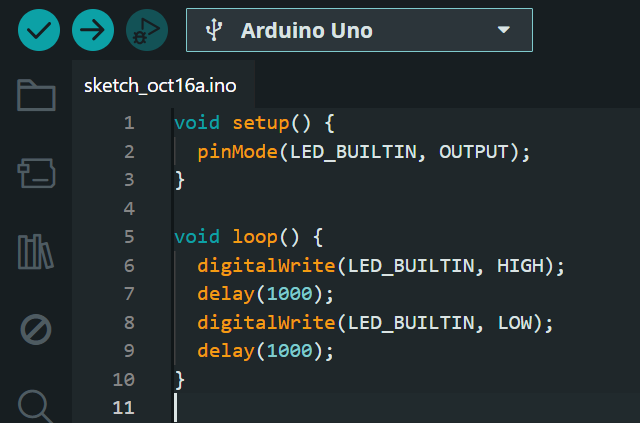 Arduino Uno
sketch_oct16a.ino
1 void setup() {
2   pinMode(LED_BUILTIN, OUTPUT);
3 }
4
5 void loop() {
6   digitalWrite(LED_BUILTIN, HIGH);
7   delay(1000);
8   digitalWrite(LED_BUILTIN, LOW);
9   delay(1000);
10 }
11